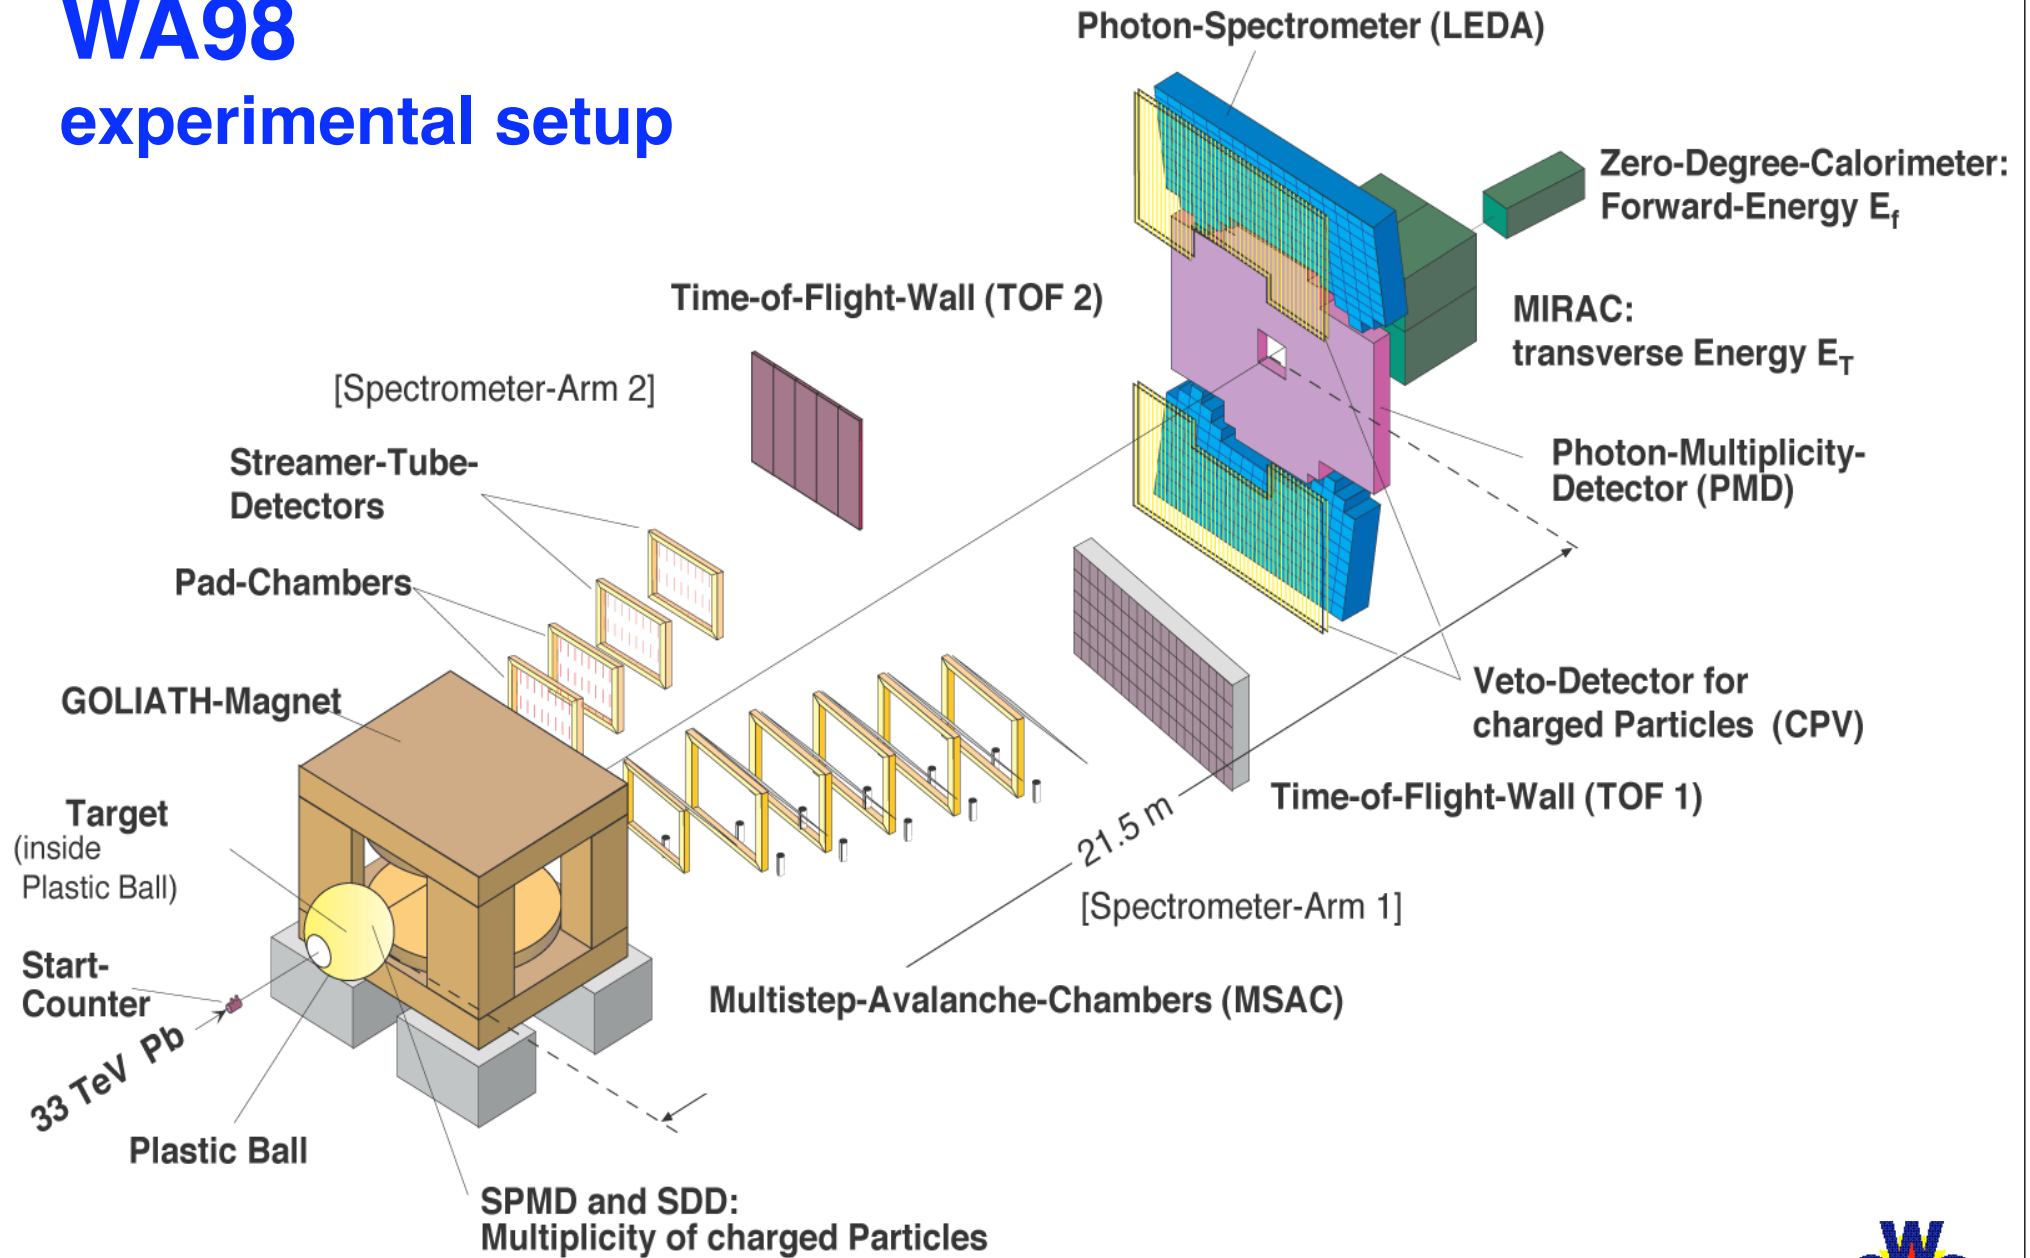 WA98
experimental setup
Photon-Spectrometer (LEDA)
Zero-Degree-Calorimeter:
Forward-Energy Ef
Time-of-Flight-Wall (TOF 2)
MIRAC:
transverse Energy ET
[Spectrometer-Arm 2]
Streamer-Tube-
Detectors
Photon-Multiplicity-
Detector (PMD)
Pad-Chambers
GOLIATH-Magnet
Veto-Detector for
charged Particles (CPV)
Target
(inside
Plastic Ball)
Time-of-Flight-Wall (TOF 1)
21.5 m
[Spectrometer-Arm 1]
Start-
Counter
Multistep-Avalanche-Chambers (MSAC)
33 TeV Pb
Plastic Ball
SPMD and SDD:
Multiplicity of charged Particles
W